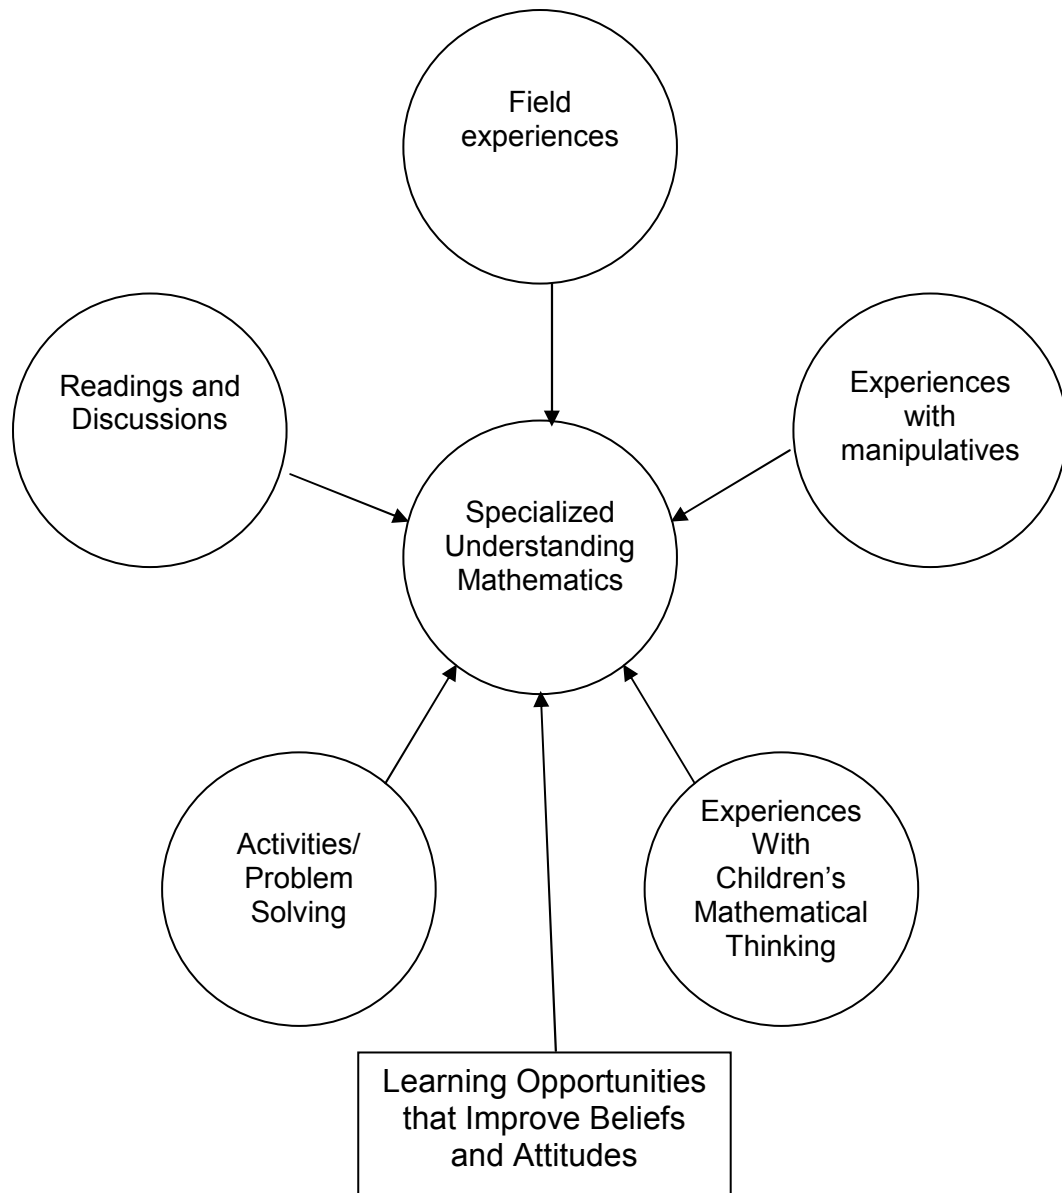 Field
experiences
Readings and
Discussions
Experiences
with
manipulatives
Specialized
Understanding
Mathematics
Activities/
Problem
Solving
Experiences
With
Children’s
Mathematical
Thinking
Learning Opportunities
that Improve Beliefs
and Attitudes